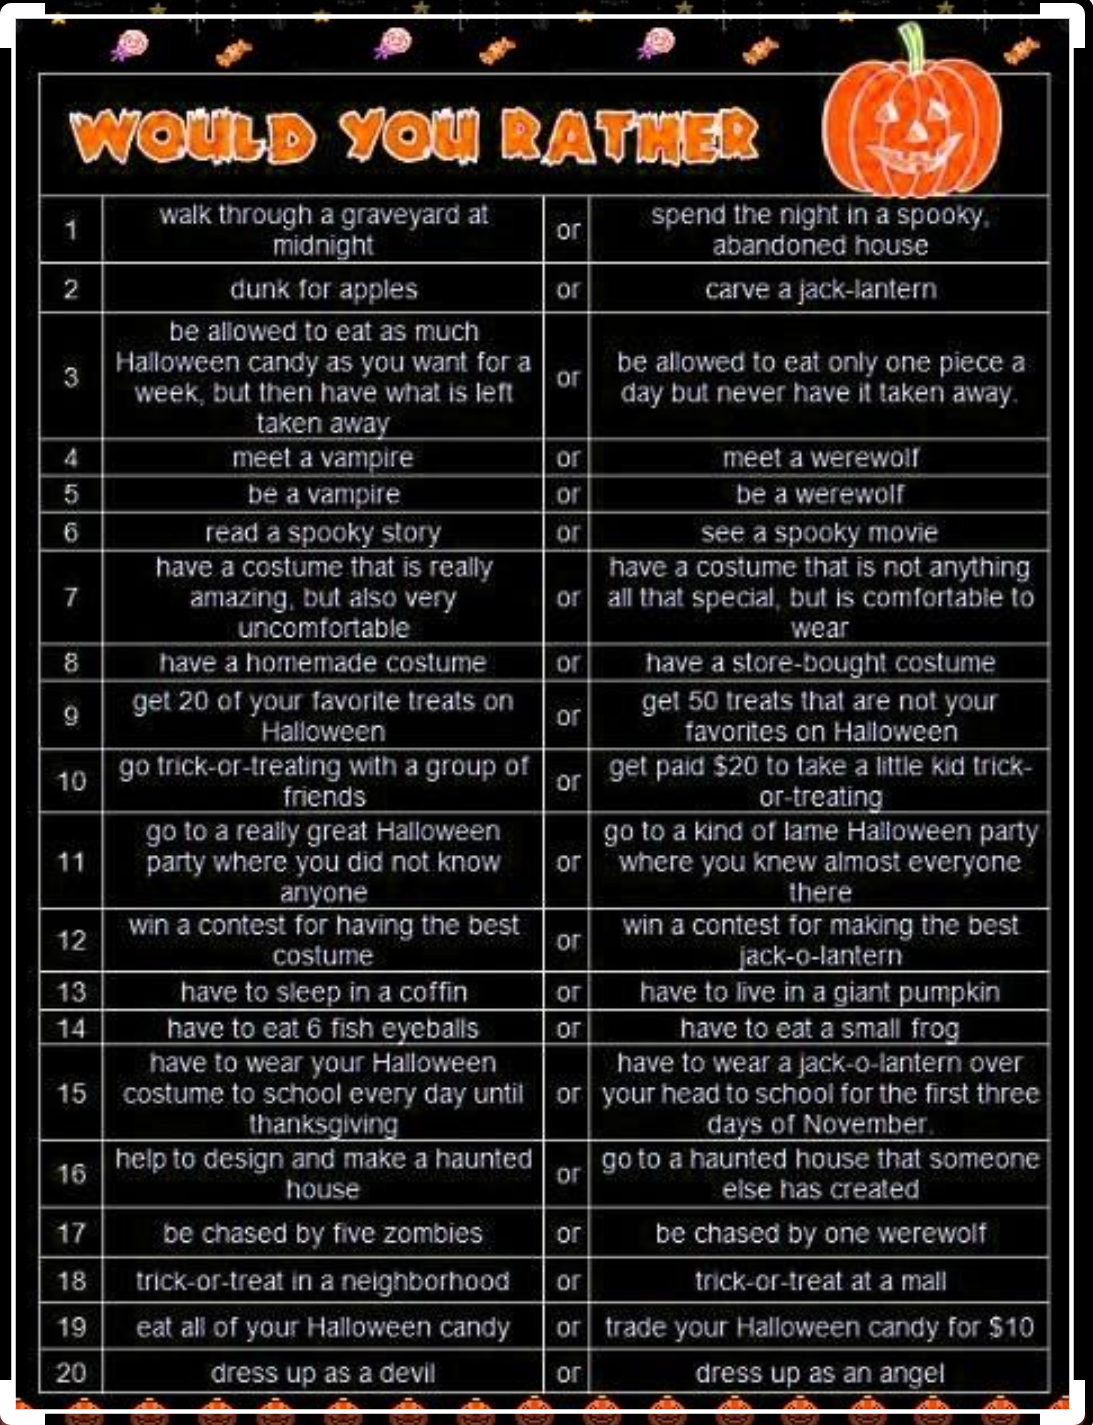 WOULD YOU RATHER
1 walk through a graveyard at midnight or spend the night in a spooky, abandoned house
2 dunk for apples or carve a jack-lantern
3 be allowed to eat as much Halloween candy as you want for a week, but then have what is left taken away or be allowed to eat only one piece a day but never have it taken away.
4 meet a vampire or meet a werewolf
5 be a vampire or be a werewolf
6 read a spooky story or see a spooky movie
7 have a costume that is really amazing, but also very uncomfortable or have a costume that is not anything all that special, but is comfortable to wear
8 have a homemade costume or have a store-bought costume
9 get 20 of your favorite treats on Halloween or get 50 treats that are not your favorites on Halloween
10 go trick-or-treating with a group of friends or get paid $20 to take a little kid trick-or-treating
11 go to a really great Halloween party where you did not know anyone or go to a kind of lame Halloween party where you knew almost everyone there
12 win a contest for having the best costume or win a contest for making the best jack-o-lantern
13 have to sleep in a coffin or have to live in a giant pumpkin
14 have to eat 6 fish eyeballs or have to eat a small frog
15 have to wear your Halloween costume to school every day until thanksgiving or have to wear a jack-o-lantern over your head to school for the first three days of November.
16 help to design and make a haunted house or go to a haunted house that someone else has created
17 be chased by five zombies or be chased by one werewolf
18 trick-or-treat in a neighborhood or trick-or-treat at a mall
19 eat all of your Halloween candy or trade your Halloween candy for $10
20 dress up as a devil or dress up as an angel